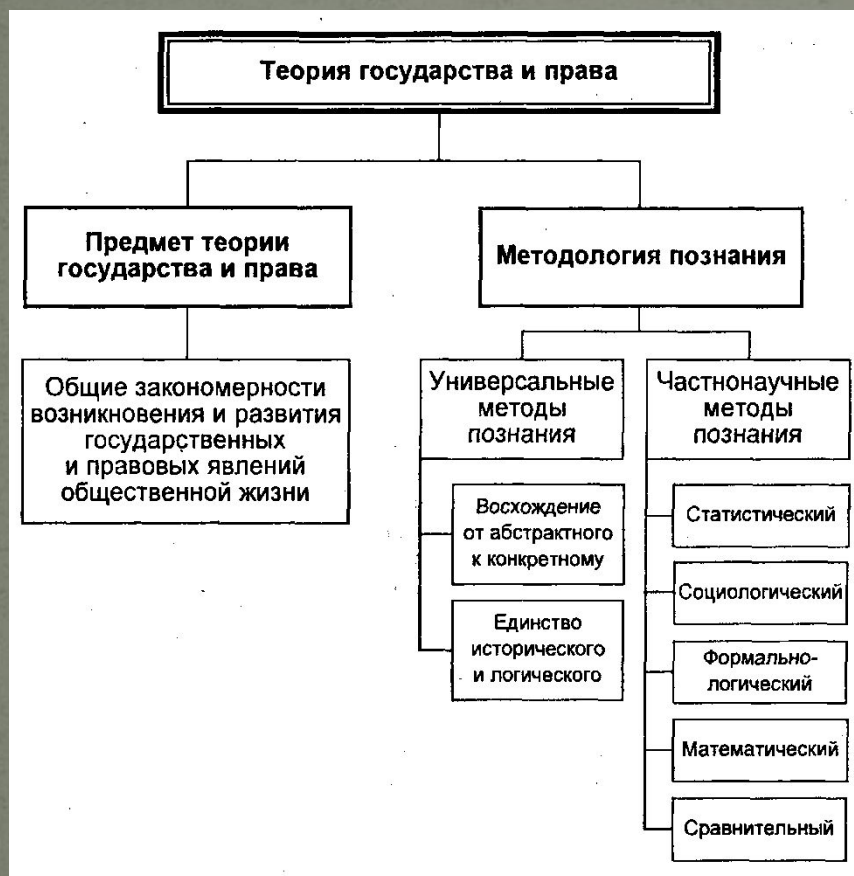 Теория государства и права
Предмет теории
государства и права
Общие закономерности
возникновения и развития
государственных
и правовых явлений
общественной жизни
Методология познания
Универсальные
методы
познания
Восхождение
от абстрактного
к конкретному
Единство
исторического
и логического
Частнонаучные
методы
познания
Статистический
Социологический
Формально-
логический
Математический
Сравнительный